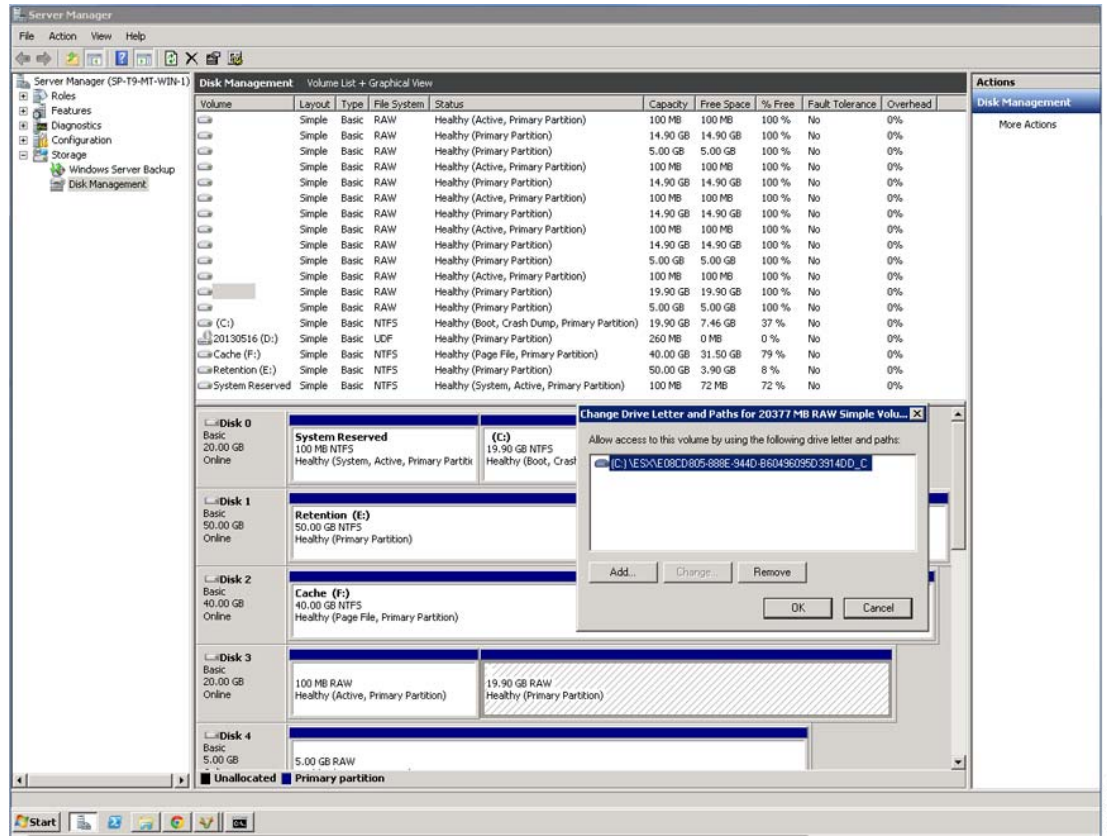 Server Manager
File Action View Help
Server Manager (SP-T9-MT-WIN-1)
Roles
Features
Diagnostics
Configuration
Storage
Windows Server Backup
Disk Management
Disk Management Volume List + Graphical View
Volume Layout Type File System Status Capacity Free Space % Free Fault Tolerance Overhead
Simple Basic RAW Healthy (Active, Primary Partition) 100 MB 100 MB 100 % No 0%
Simple Basic RAW Healthy (Primary Partition) 14.90 GB 14.90 GB 100 % No 0%
Simple Basic RAW Healthy (Primary Partition) 5.00 GB 5.00 GB 100 % No 0%
Simple Basic RAW Healthy (Active, Primary Partition) 100 MB 100 MB 100 % No 0%
Simple Basic RAW Healthy (Primary Partition) 14.90 GB 14.90 GB 100 % No 0%
Simple Basic RAW Healthy (Active, Primary Partition) 100 MB 100 MB 100 % No 0%
Simple Basic RAW Healthy (Primary Partition) 14.90 GB 14.90 GB 100 % No 0%
Simple Basic RAW Healthy (Active, Primary Partition) 100 MB 100 MB 100 % No 0%
Simple Basic RAW Healthy (Primary Partition) 14.90 GB 14.90 GB 100 % No 0%
Simple Basic RAW Healthy (Primary Partition) 5.00 GB 5.00 GB 100 % No 0%
Simple Basic RAW Healthy (Active, Primary Partition) 100 MB 100 MB 100 % No 0%
Simple Basic RAW Healthy (Primary Partition) 19.90 GB 19.90 GB 100 % No 0%
Simple Basic RAW Healthy (Primary Partition) 5.00 GB 5.00 GB 100 % No 0%
(C:) Simple Basic NTFS Healthy (Boot, Crash Dump, Primary Partition) 19.90 GB 7.46 GB 37 % No 0%
20130516 (D:) Simple Basic UDF Healthy (Primary Partition) 260 MB 0 MB 0 % No 0%
Cache (F:) Simple Basic NTFS Healthy (Page File, Primary Partition) 40.00 GB 31.50 GB 79 % No 0%
Retention (E:) Simple Basic NTFS Healthy (Primary Partition) 50.00 GB 3.90 GB 8 % No 0%
System Reserved Simple Basic NTFS Healthy (System, Active, Primary Partition) 100 MB 72 MB 72 % No 0%
Disk 0
Basic
20.00 GB
Online
System Reserved
100 MB NTFS
Healthy (System, Active, Primary Partitic
(C:)
19.90 GB NTFS
Healthy (Boot, Crash
Disk 1
Basic
50.00 GB
Online
Retention (E:)
50.00 GB NTFS
Healthy (Primary Partition)
Disk 2
Basic
40.00 GB
Online
Cache (F:)
40.00 GB NTFS
Healthy (Page File, Primary Partition)
Disk 3
Basic
20.00 GB
Online
100 MB RAW
Healthy (Active, Primary Partition)
19.90 GB RAW
Healthy (Primary Partition)
Disk 4
Basic
5.00 GB
5.00 GB RAW
Unallocated Primary partition
Change Drive Letter and Paths for 20377 MB RAW Simple Volu...
Allow access to this volume by using the following drive letter and paths:
(C:) \ESX\E08CD805-888E-944D-B60496095D3914DD_C
Add... Change... Remove
OK Cancel
Actions
Disk Management
More Actions
Start